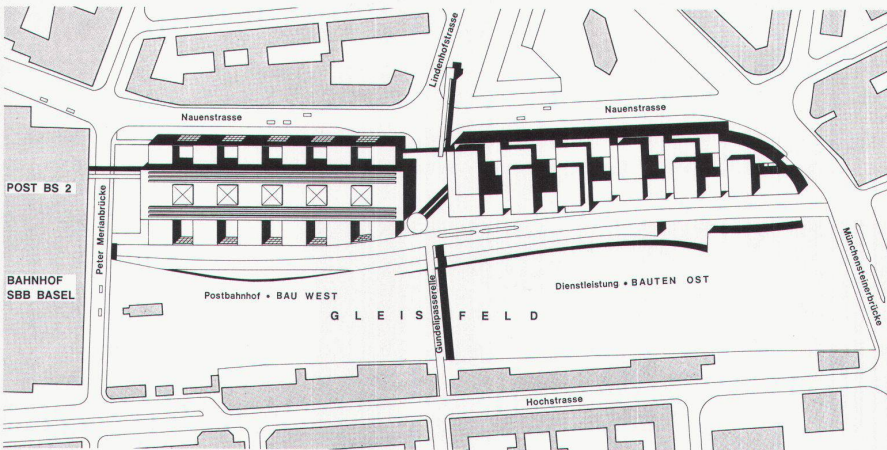 Lindenhofstrasse
Nauenstrasse
Nauenstrasse
POST BS 2
Peter Merianbrücke
BAHNHOF
SBB BASEL
Postbahnhof • BAU WEST
Gundelipasserelle
Dienstleistung • BAUTEN OST
Münchensteinerbrücke
G L E I S F E L D
Hochstrasse